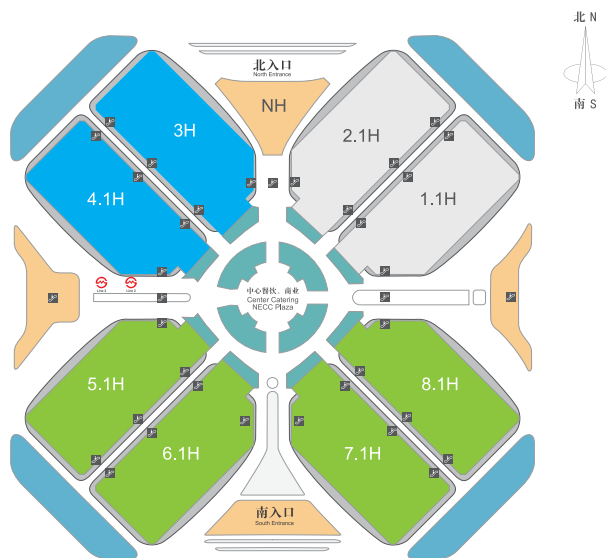 北 N
南 S
北入口
North Entrance
NH
3H
2.1H
4.1H
1.1H
Line 2
中心餐饮、商业
Center Catering
NECC Plaza
5.1H
8.1H
6.1H
7.1H
南入口
South Entrance